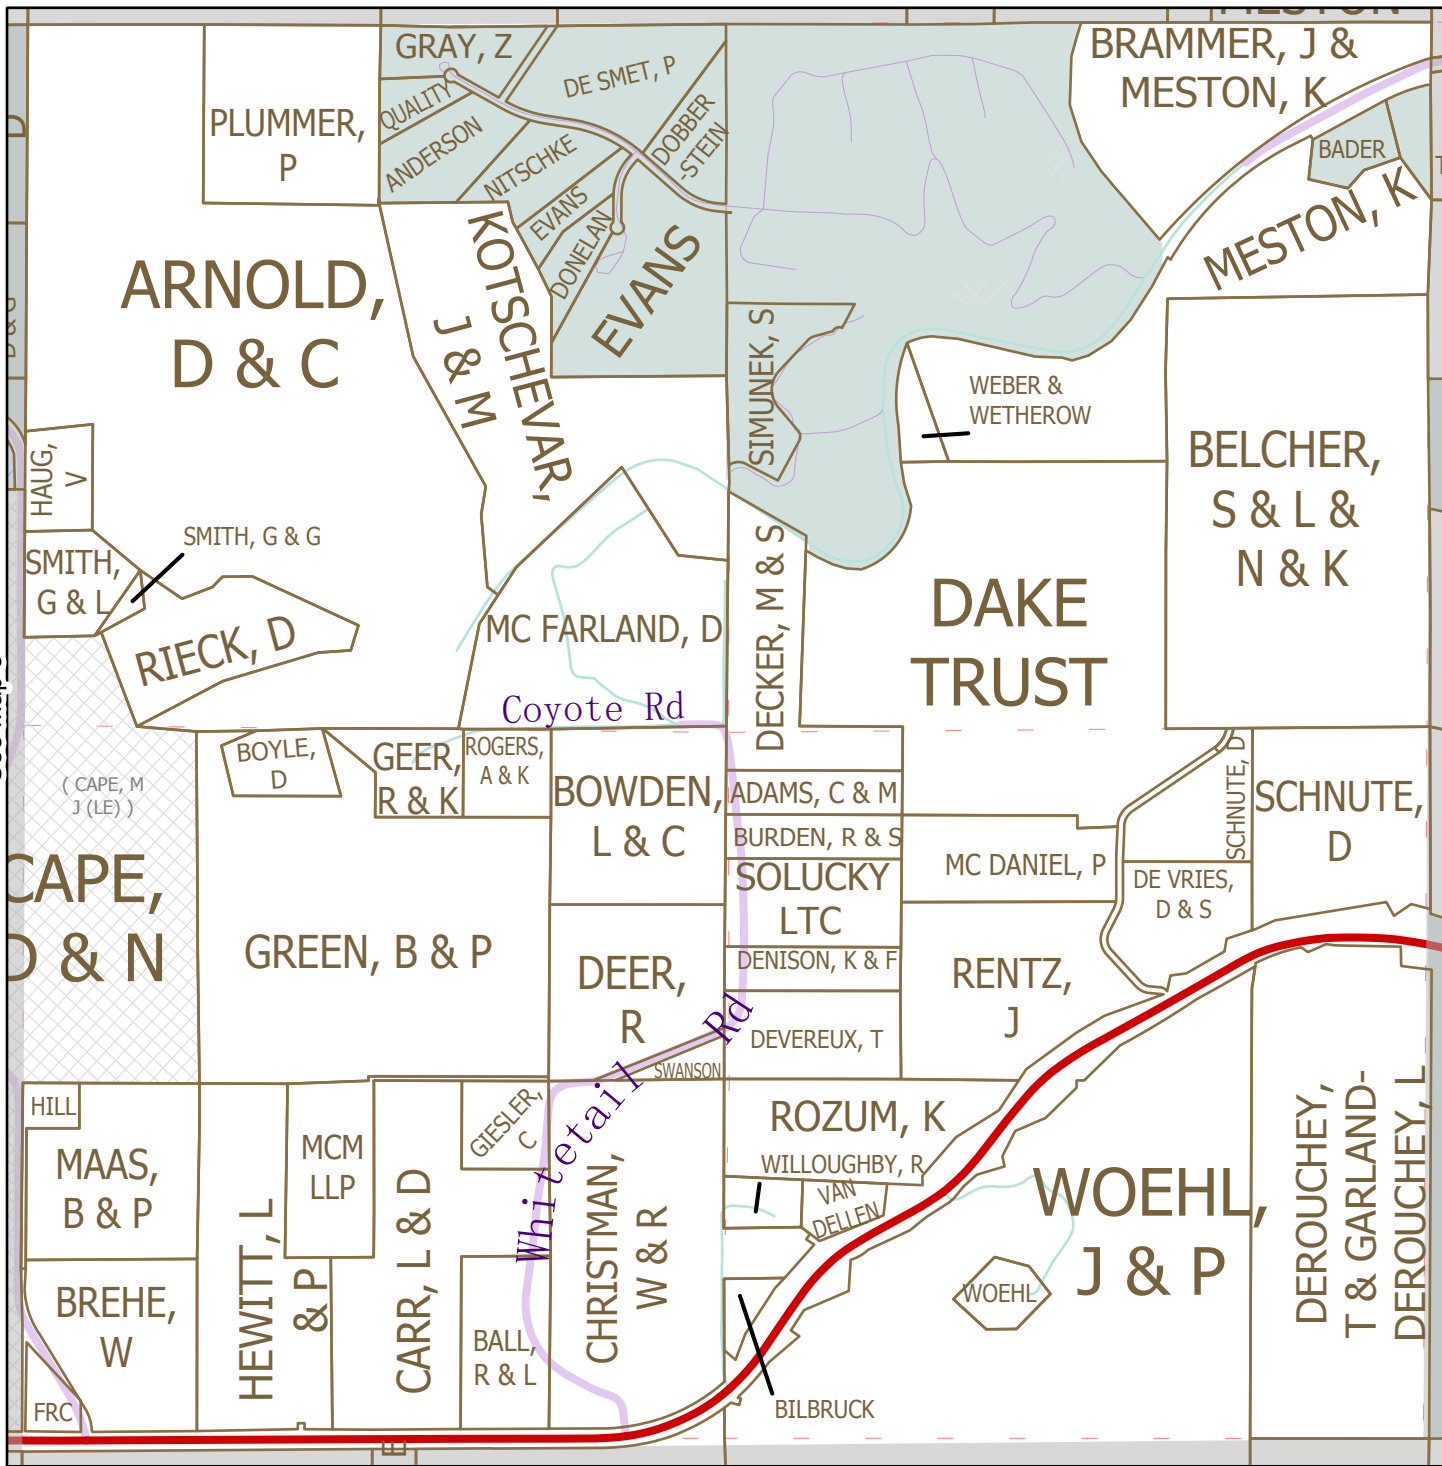 BRAMMER, J &
MESTON, K
GRAY, Z
DE SMET, P
QUALITY
PLUMMER,
P
ANDERSON
NITSCHKE
DOBBER
-STEIN
BADER
EVANS
DONELAN
EVANS
MESTON, K
KOTSCHEVAR,
J & M
ARNOLD,
D & C
SIMUNEK, S
WEBER &
WETHEROW
BELCHER,
S & L &
N & K
HAUG,
V
SMITH, G & G
SMITH,
G & L
RIECK, D
MC FARLAND, D
DECKER, M & S
DAKE
TRUST
Coyote Rd
BOYLE,
D
GEER,
R & K
ROGERS,
A & K
BOWDEN,
L & C
ADAMS, C & M
BURDEN, R & S
SOLUCKY
LTC
MC DANIEL, P
SCHNUTE, D
SCHNUTE,
D
DE VRIES,
D & S
( CAPE, M
J (LE) )
CAPE,
D & N
GREEN, B & P
DEER,
R
DENISON, K & F
RENTZ,
J
DEVEREUX, T
SWANSON
Whitetail Rd
HILL
MAAS,
B & P
MCM
LLP
GIESLER,
C
ROZUM, K
WILLOUGHBY, R
VAN
DELLEN
HEWITT, L
& P
CARR, L & D
CHRISTMAN,
W & R
WOEHL,
J & P
WOEHL
DEROUCHEY,
T & GARLAND-
DEROUCHEY, L
BREHE,
W
BALL,
R & L
FRC
BILBRUCK